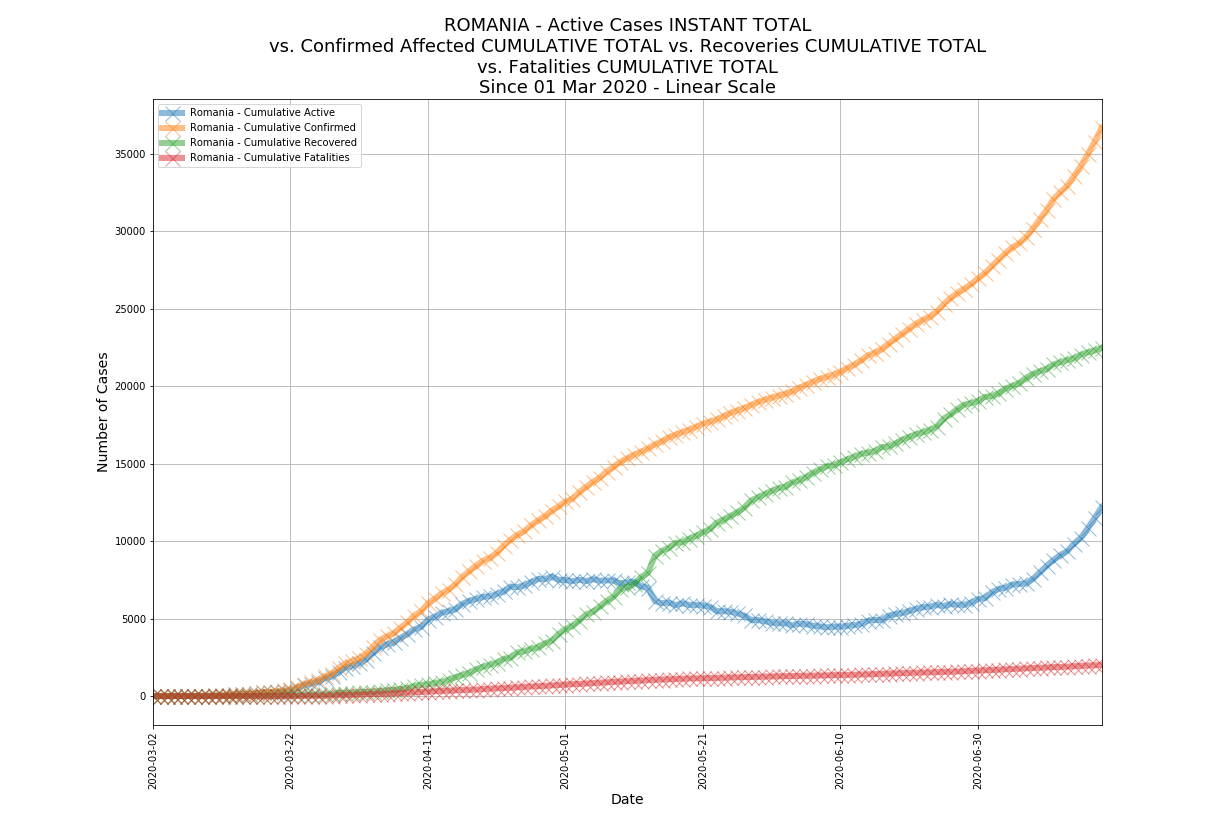 ROMANIA - Active Cases INSTANT TOTAL
vs. Confirmed Affected CUMULATIVE TOTAL vs. Recoveries CUMULATIVE TOTAL
vs. Fatalities CUMULATIVE TOTAL
Since 01 Mar 2020 - Linear Scale
Romania - Cumulative Active
Romania - Cumulative Confirmed
Romania - Cumulative Recovered
Romania - Cumulative Fatalities
Number of Cases
35000
30000
25000
20000
15000
10000
5000
0
2020-03-02
2020-03-22
2020-04-11
2020-05-01
2020-05-21
2020-06-10
2020-06-30
Date